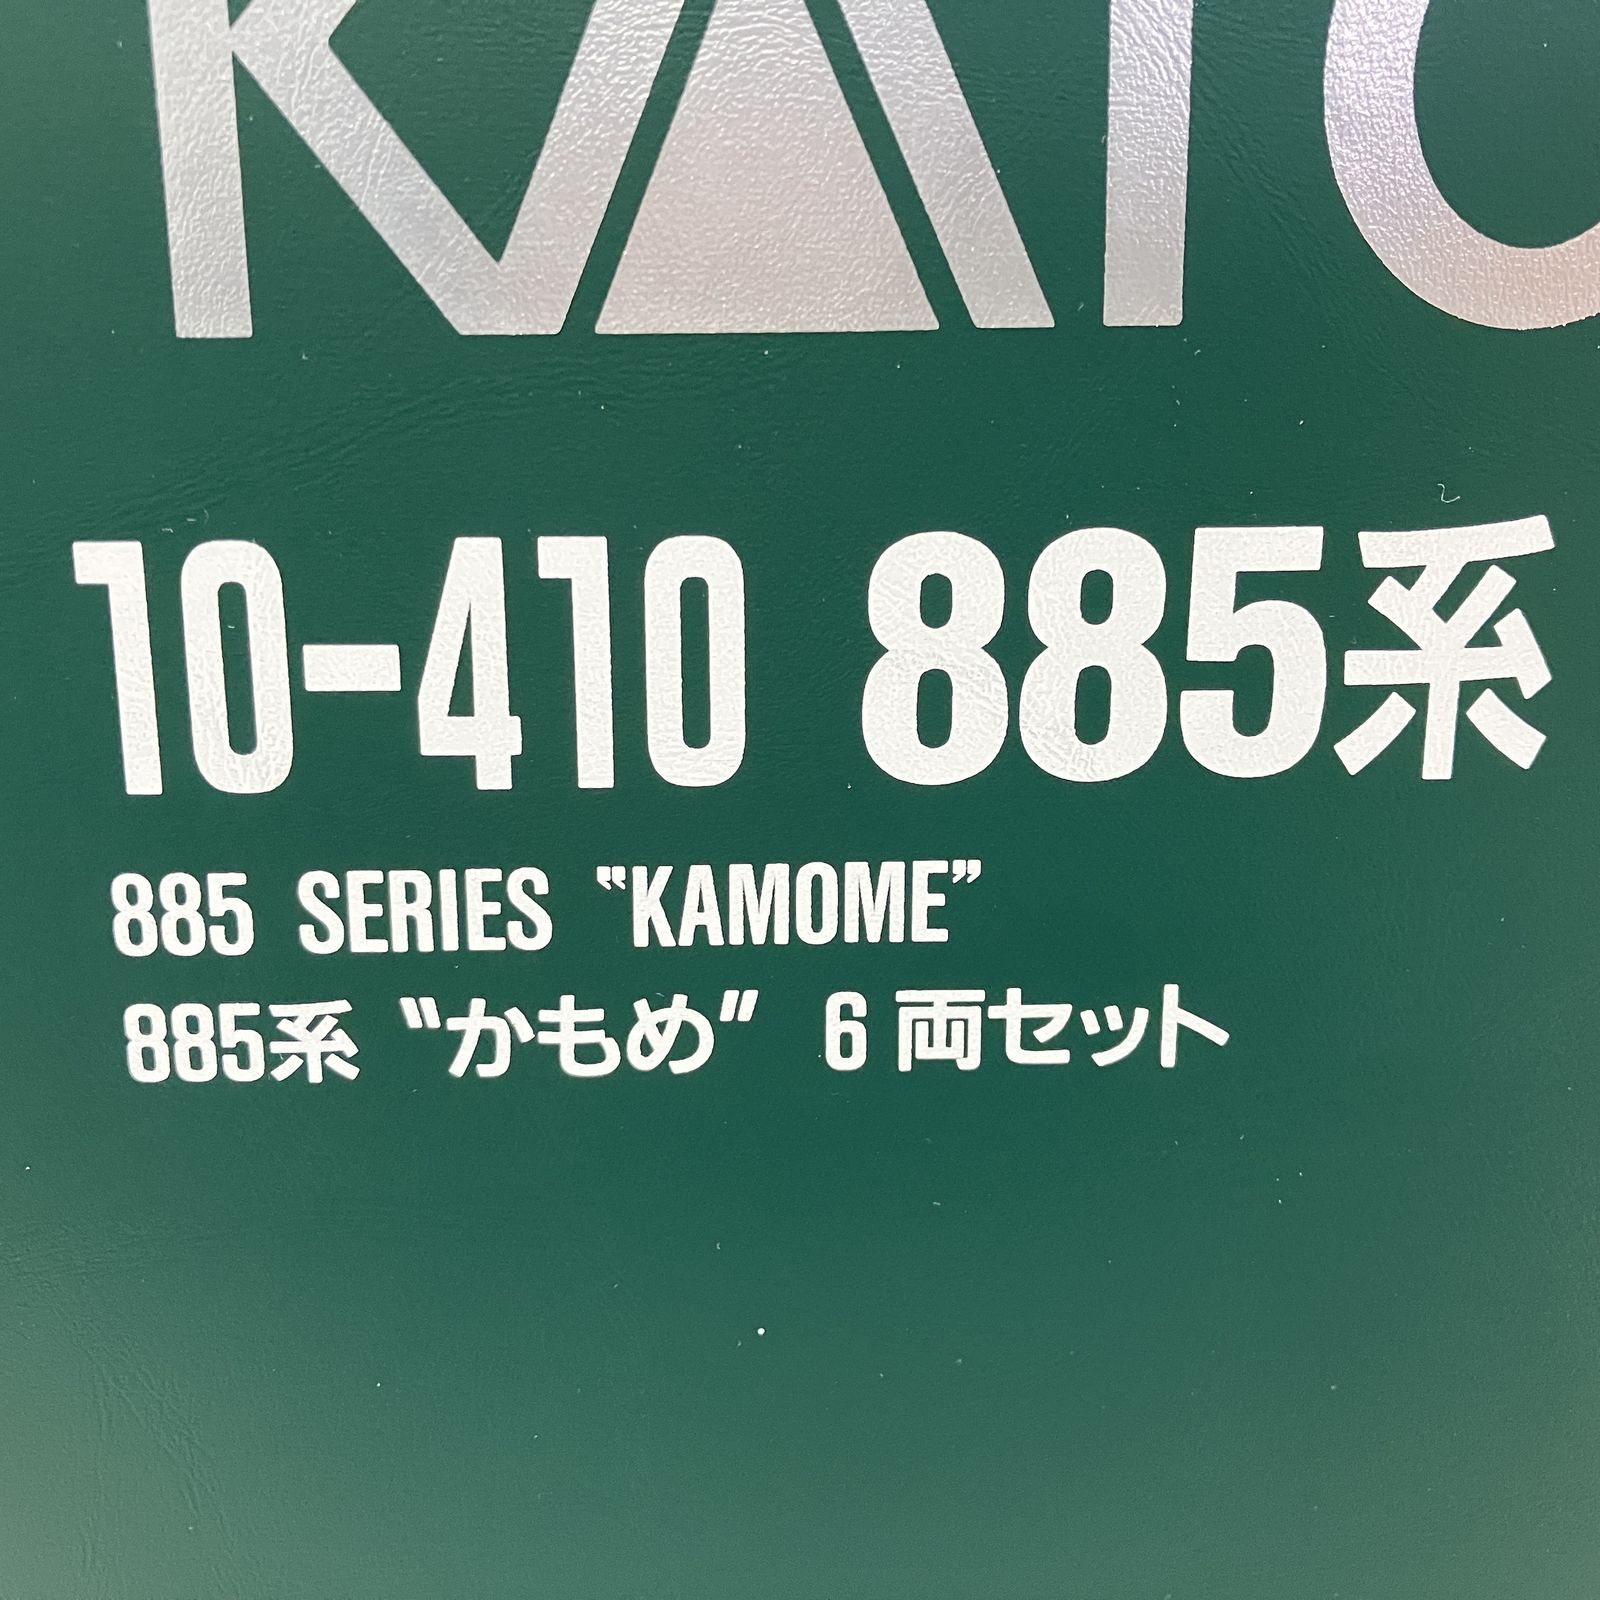 KATO
10-410 885系
885 SERIES "KAMOME"
885系 "かもめ" 6両セット